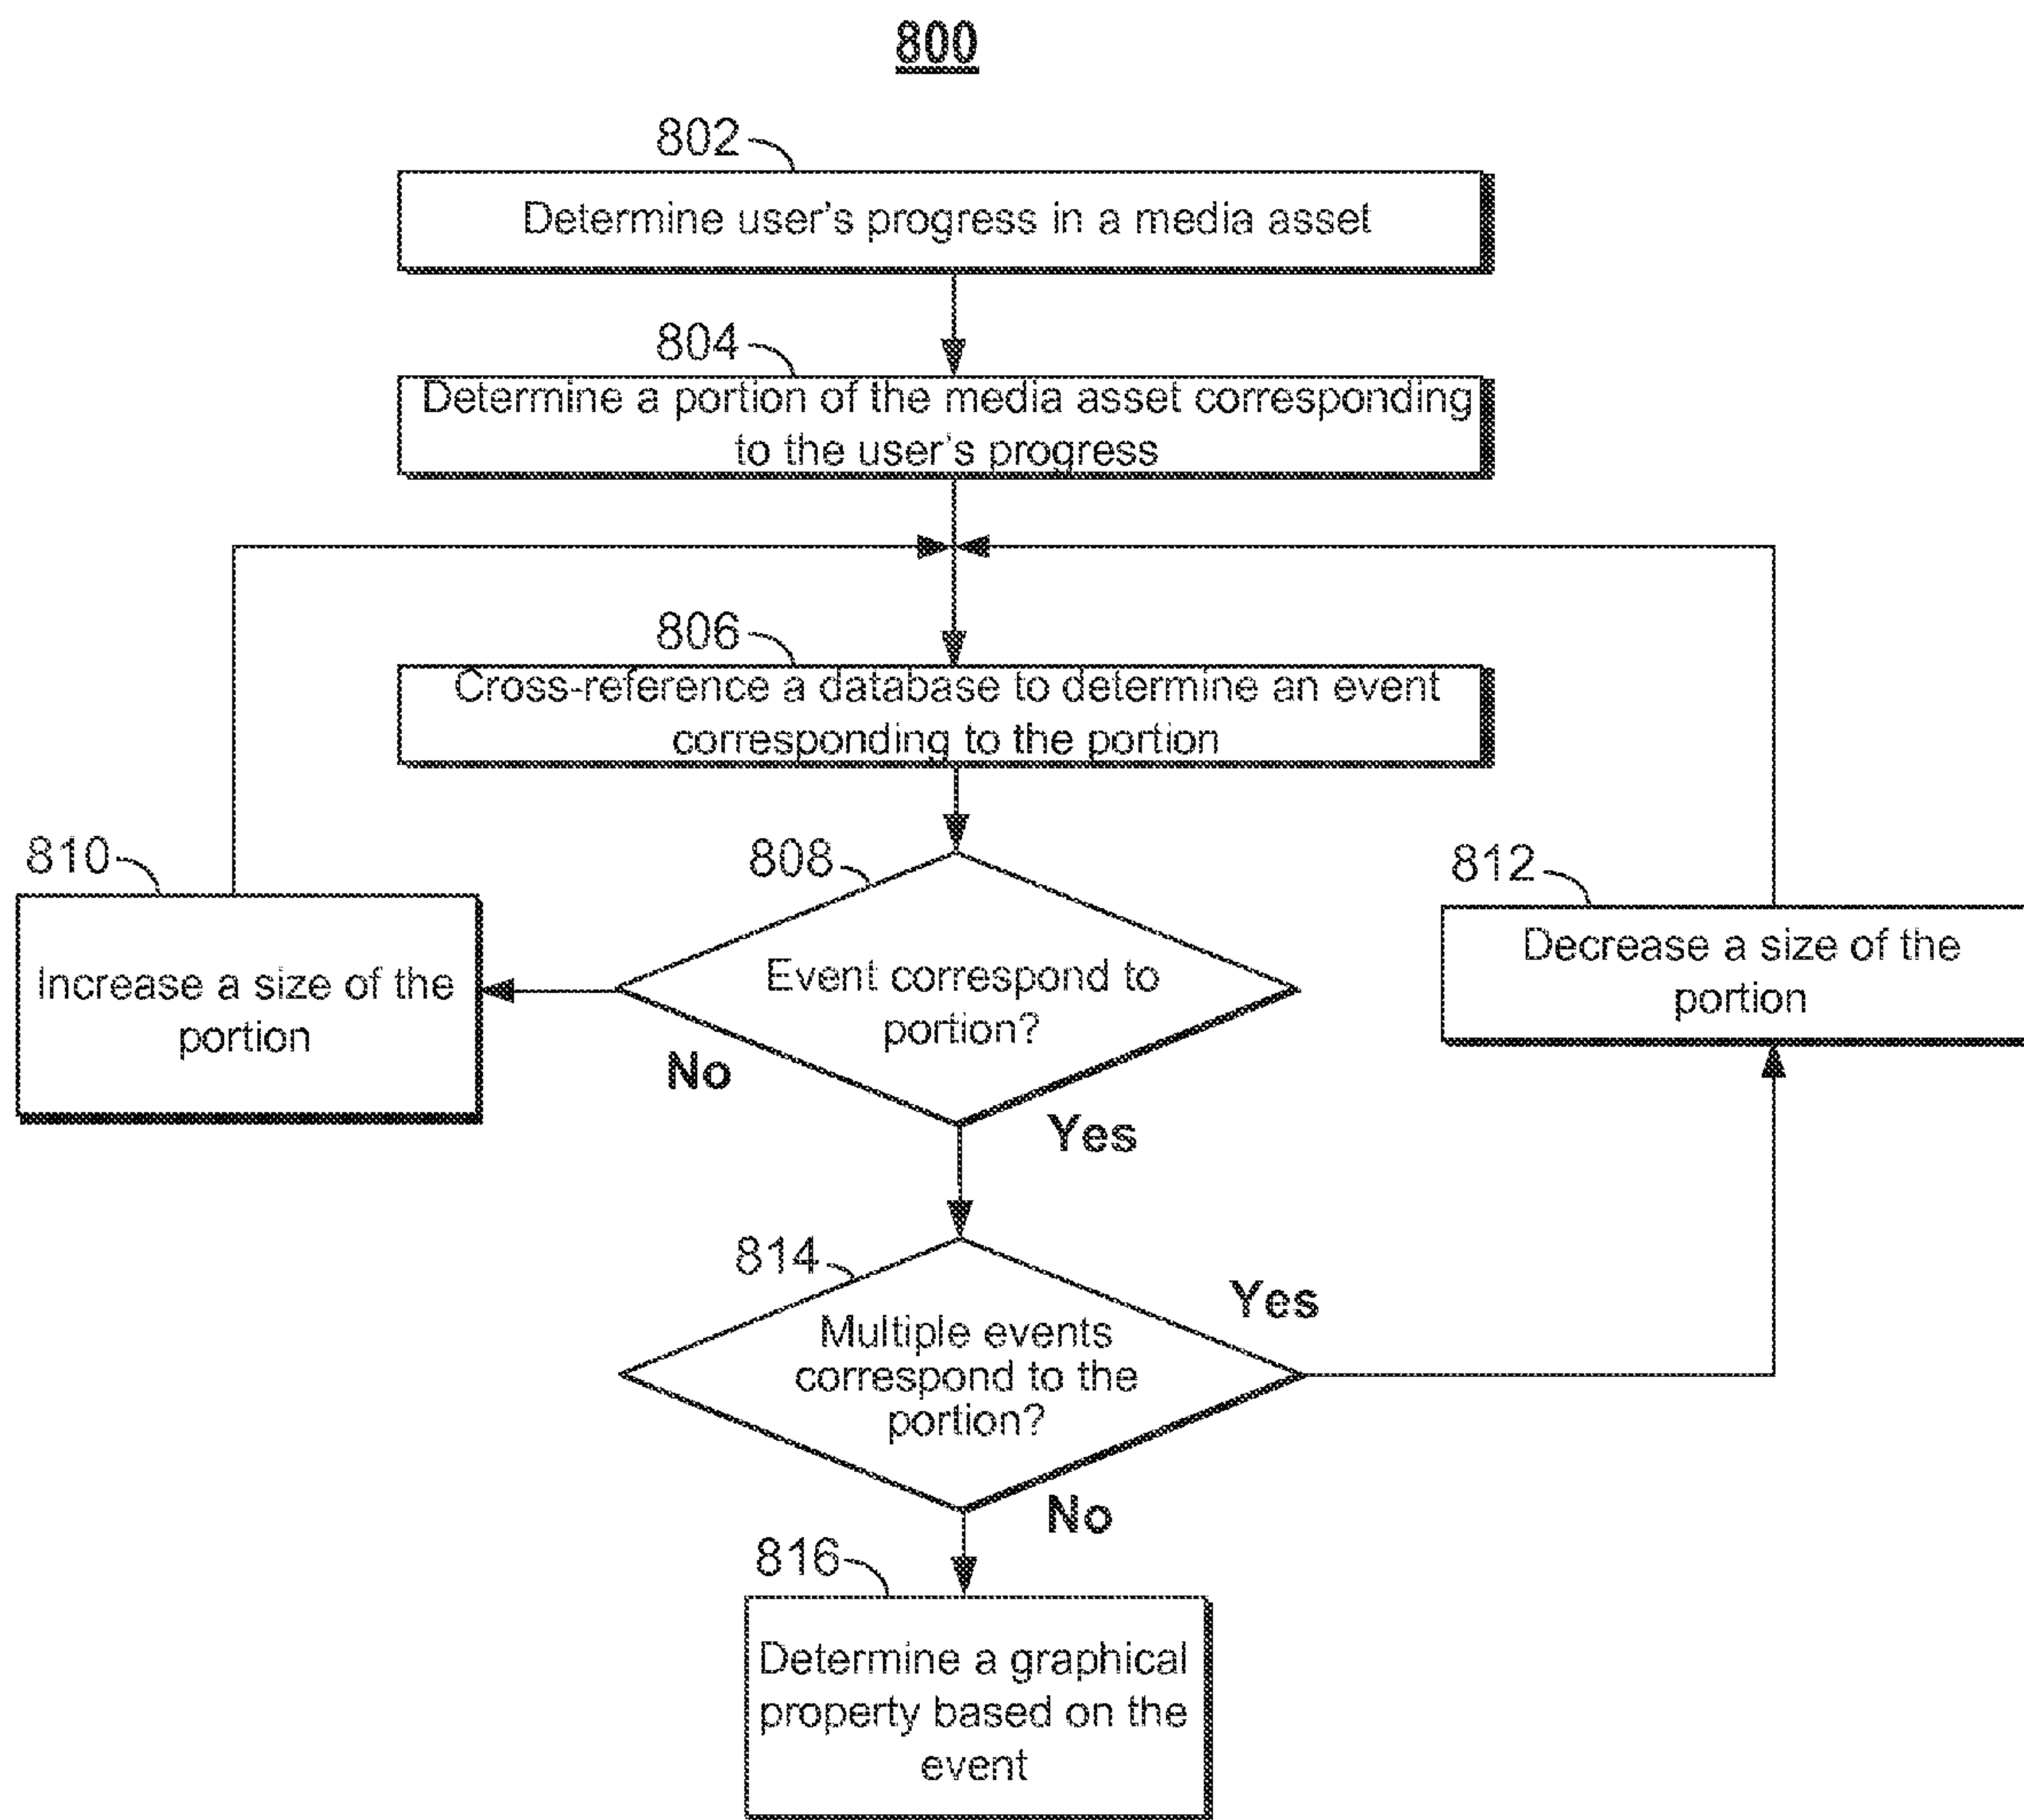 800
802
Determine user's progress in a media asset
804
Determine a portion of the media asset corresponding
to the user's progress
806
Cross-reference a database to determine an event
corresponding to the portion
810
808
812
Increase a size of the
portion
Event correspond to
portion?
Decrease a size of the
portion
No
Yes
814
Yes
Multiple events
correspond to the
portion?
No
816
Determine a graphical
property based on the
event